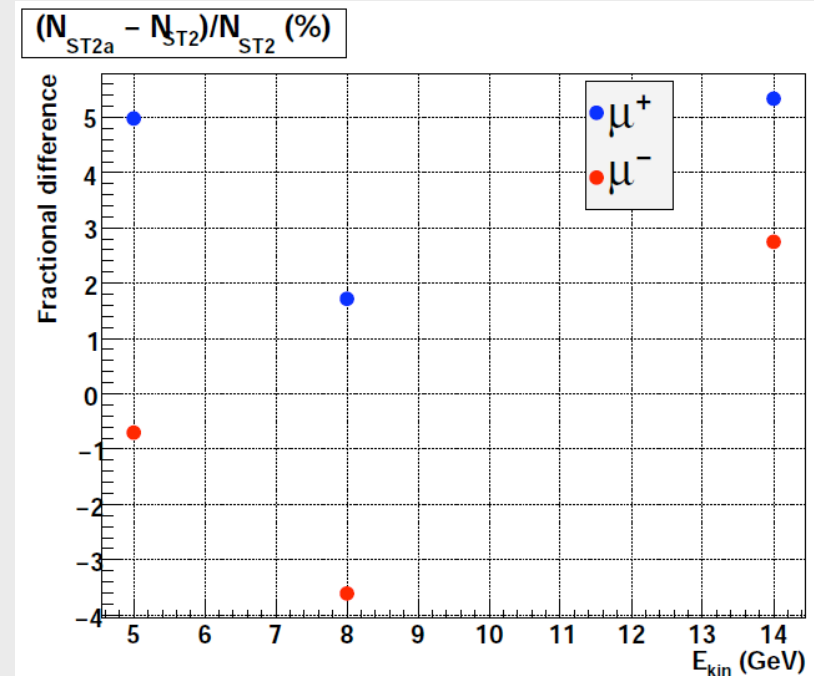 (N_ST2a − N_ST2)/N_ST2 (%)
Fractional difference
5
4
3
2
1
0
−1
−2
−3
−4
μ+
μ−
5 6 7 8 9 10 11 12 13 14
E_kin (GeV)